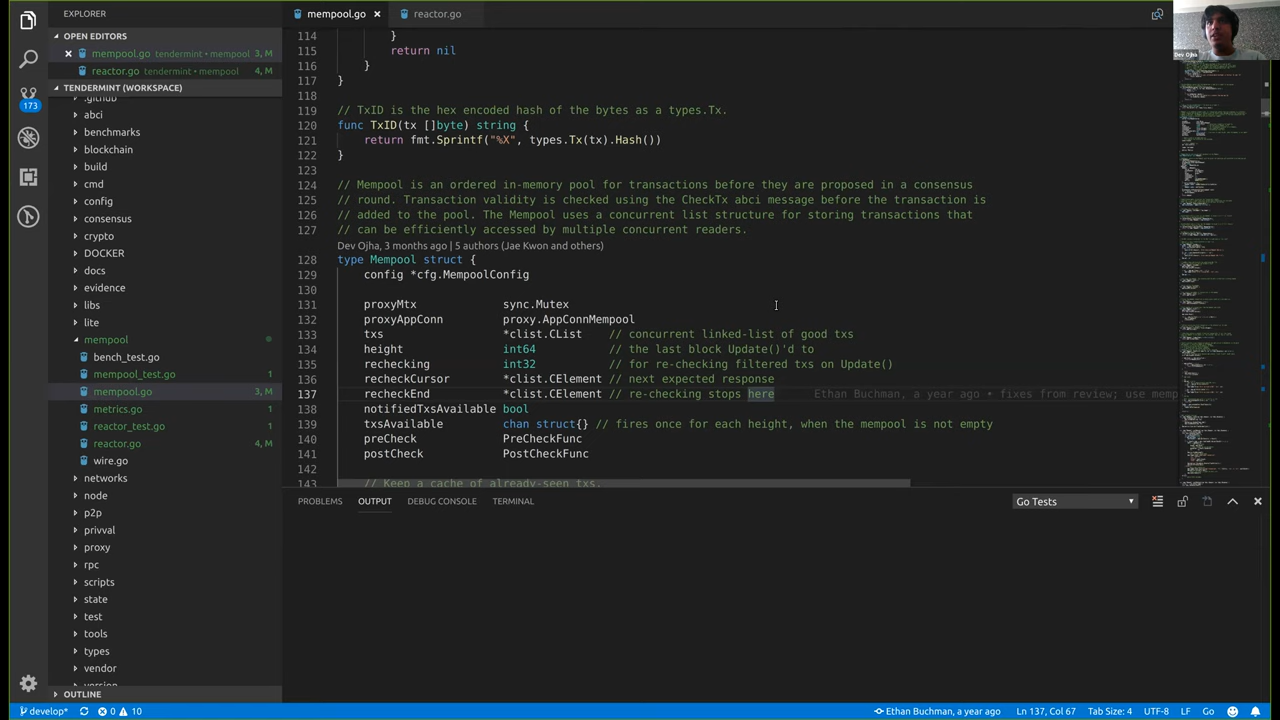 EXPLORER
OPEN EDITORS
mempool.go tendermint • mempool 3, M
reactor.go tendermint • mempool 4, M
TENDERMINT (WORKSPACE)
.github
abci
benchmarks
blockchain
build
cmd
config
consensus
crypto
DOCKER
docs
evidence
libs
lite
mempool
bench_test.go
mempool_test.go 1
mempool.go 3, M
metrics.go
reactor_test.go 1
reactor.go 4, M
wire.go
networks
node
p2p
privval
proxy
rpc
scripts
state
test
tools
types
vendor
version
OUTLINE
173
mempool.go
reactor.go
114 }
115 return nil
116 }
117 }
118
119 // TxID is the hex encoded hash of the bytes as a types.Tx.
120 func TxID(tx []byte) string {
121 return fmt.Sprintf("%X", types.Tx(tx).Hash())
122 }
123
124 // Mempool is an ordered in-memory pool for transactions before they are proposed in a consensus
125 // round. Transaction validity is checked using the CheckTx abci message before the transaction is
126 // added to the pool. The Mempool uses a concurrent list structure for storing transactions that
127 // can be efficiently accessed by multiple concurrent readers.
Dev Ojha, 3 months ago | 5 authors (Jae Kwon and others)
128 type Mempool struct {
129 config *cfg.MempoolConfig
130
131 proxyMtx sync.Mutex
132 proxyAppConn proxy.AppConnMempool
133 txs *clist.CList // concurrent linked-list of good txs
134 height int64 // the last block Update()'d to
135 rechecking int32 // for re-checking filtered txs on Update()
136 recheckCursor *clist.CElement // next expected response
137 recheckEnd *clist.CElement // re-checking stops here Ethan Buchman, a year ago • fixes from review; use memp
138 notifiedTxsAvailable bool
139 txsAvailable chan struct{} // fires once for each height, when the mempool is not empty
140 preCheck PreCheckFunc
141 postCheck PostCheckFunc
142
143 // Keep a cache of already-seen txs.
Dev Ojha
PROBLEMS OUTPUT DEBUG CONSOLE TERMINAL Go Tests
develop* 0 10 Ethan Buchman, a year ago Ln 137, Col 67 Tab Size: 4 UTF-8 LF Go